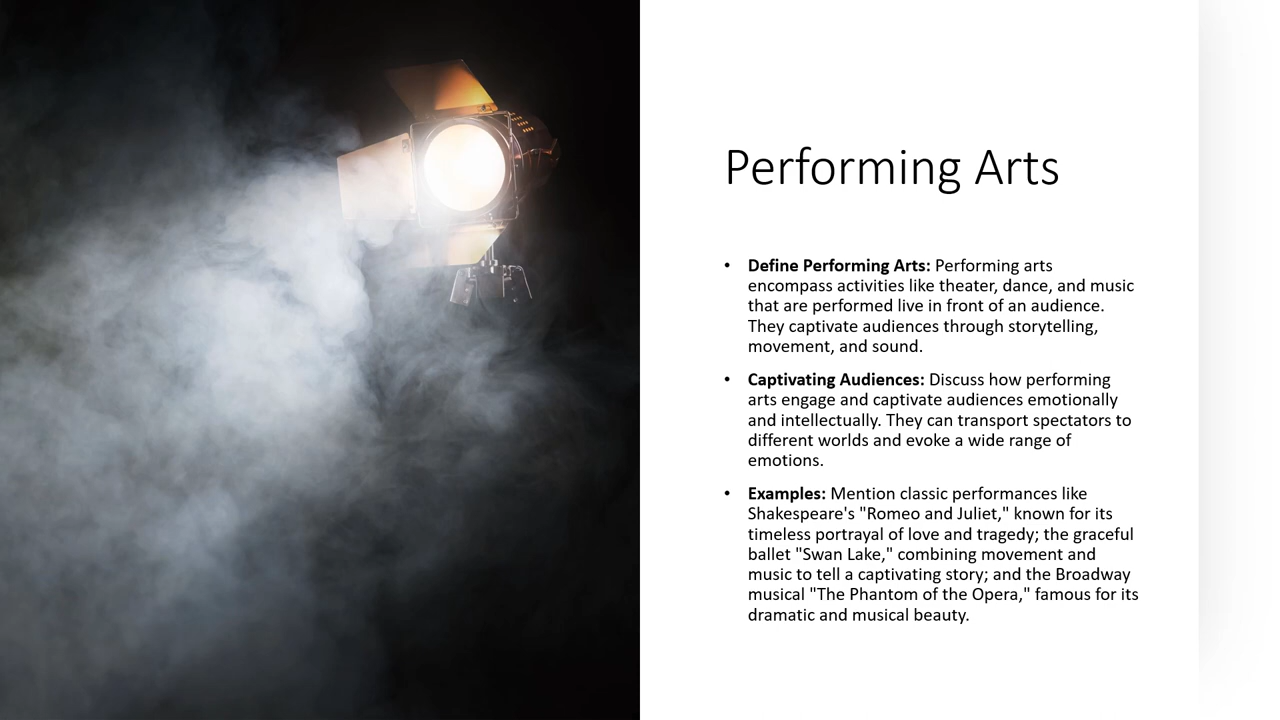 Performing Arts
• Define Performing Arts: Performing arts
encompass activities like theater, dance, and music
that are performed live in front of an audience.
They captivate audiences through storytelling,
movement, and sound.
• Captivating Audiences: Discuss how performing
arts engage and captivate audiences emotionally
and intellectually. They can transport spectators to
different worlds and evoke a wide range of
emotions.
• Examples: Mention classic performances like
Shakespeare's "Romeo and Juliet," known for its
timeless portrayal of love and tragedy; the graceful
ballet "Swan Lake," combining movement and
music to tell a captivating story; and the Broadway
musical "The Phantom of the Opera," famous for its
dramatic and musical beauty.